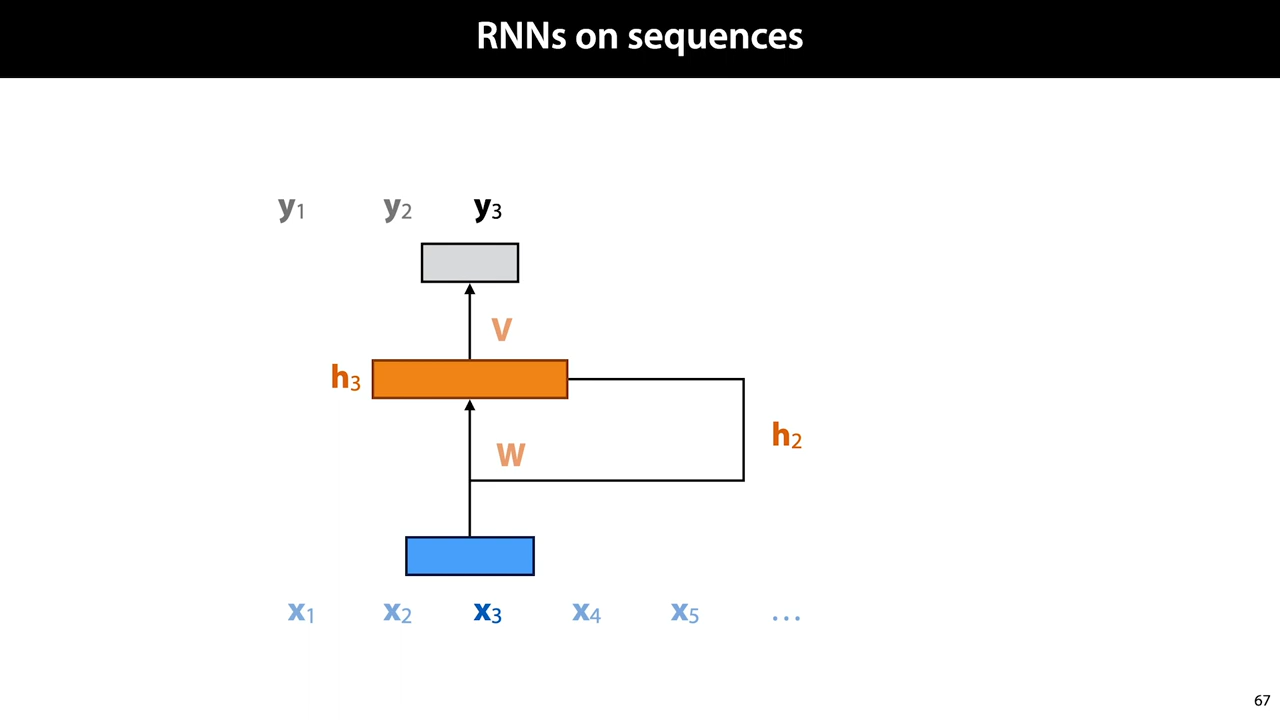 RNNs on sequences
y1 y2 y3
V
h3
h2
W
x1 x2 x3 x4 x5 ...
67